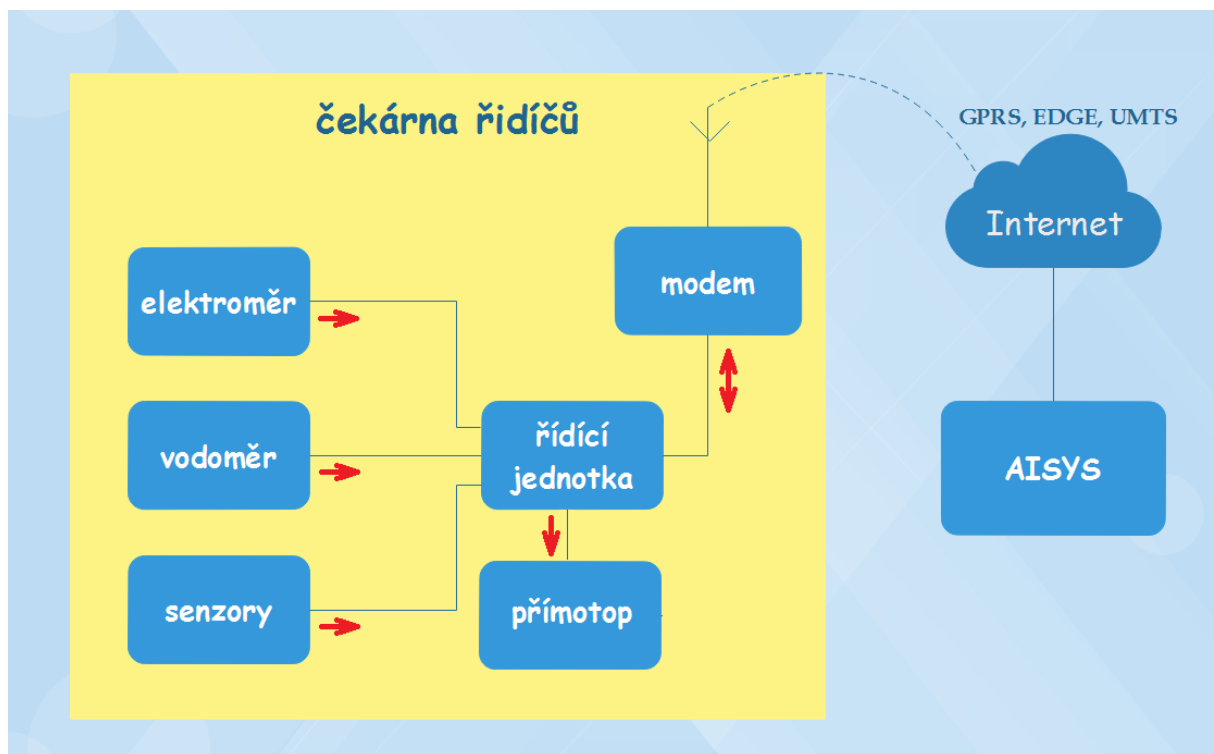 čekárna řidíčů
GPRS, EDGE, UMTS
Internet
modem
elektroměr
vodoměr
řídící
jednotka
AISYS
senzory
přímotop